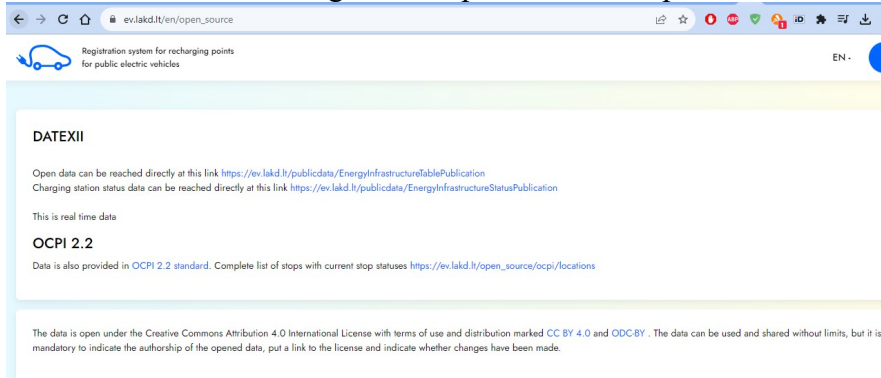 ev.lakd.lt/en/open_source
Registration system for recharging points
for public electric vehicles
EN
DATEXII
Open data can be reached directly at this link https://ev.lakd.lt/publicdata/EnergyInfrastructureTablePublication
Charging station status data can be reached directly at this link https://ev.lakd.lt/publicdata/EnergyInfrastructureStatusPublication
This is real time data
OCPI 2.2
Data is also provided in OCPI 2.2 standard. Complete list of stops with current stop statuses https://ev.lakd.lt/open_source/ocpi/locations
The data is open under the Creative Commons Attribution 4.0 International License with terms of use and distribution marked CC BY 4.0 and ODC-BY . The data can be used and shared without limits, but it is
mandatory to indicate the authorship of the opened data, put a link to the license and indicate whether changes have been made.